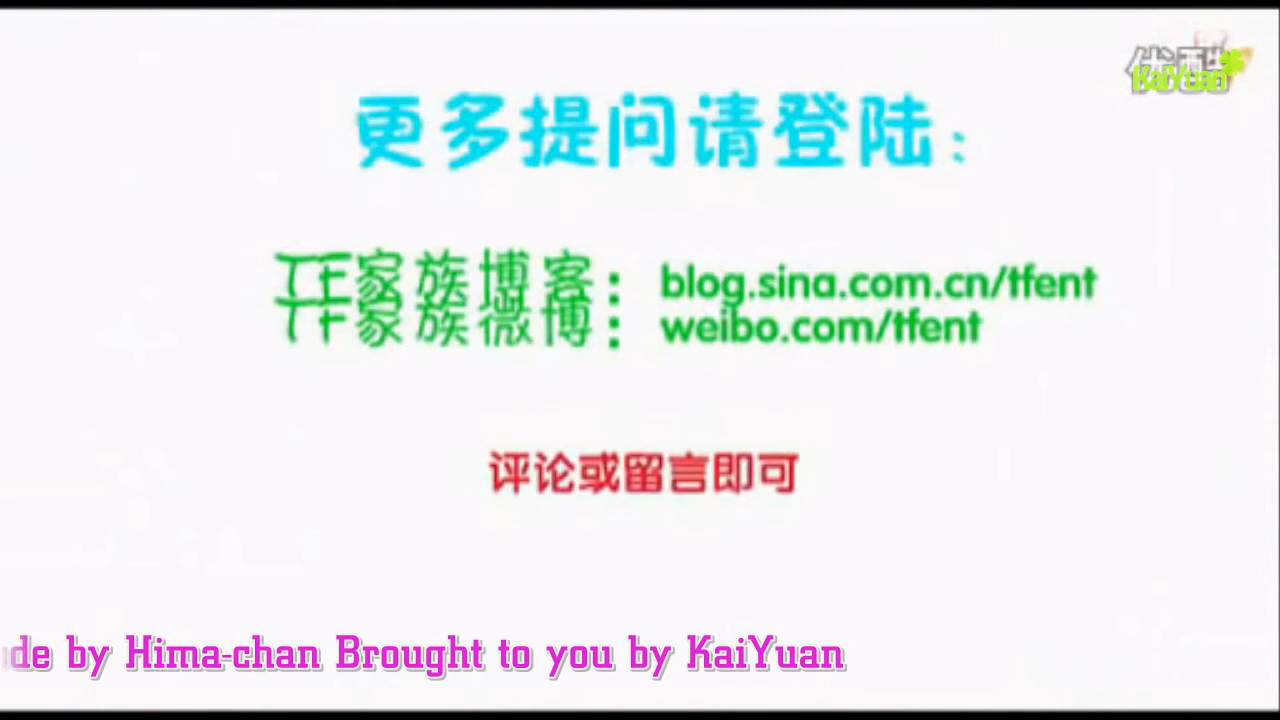 优酷
KaiYuan
更多提问请登陆：
TF家族博客：blog.sina.com.cn/tfent
TF家族微博：weibo.com/tfent
评论或留言即可
de by Hima-chan Brought to you by KaiYuan